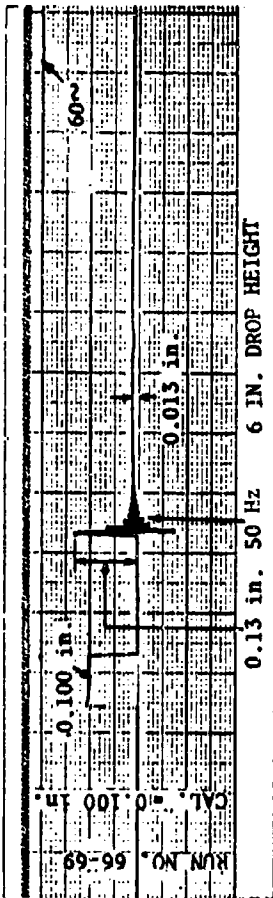 60~
0.100 in.
0.013 in.
RUN NO. 66-69
CAL. = 0.100 in.
0.13 in. 50 Hz 6 IN. DROP HEIGHT